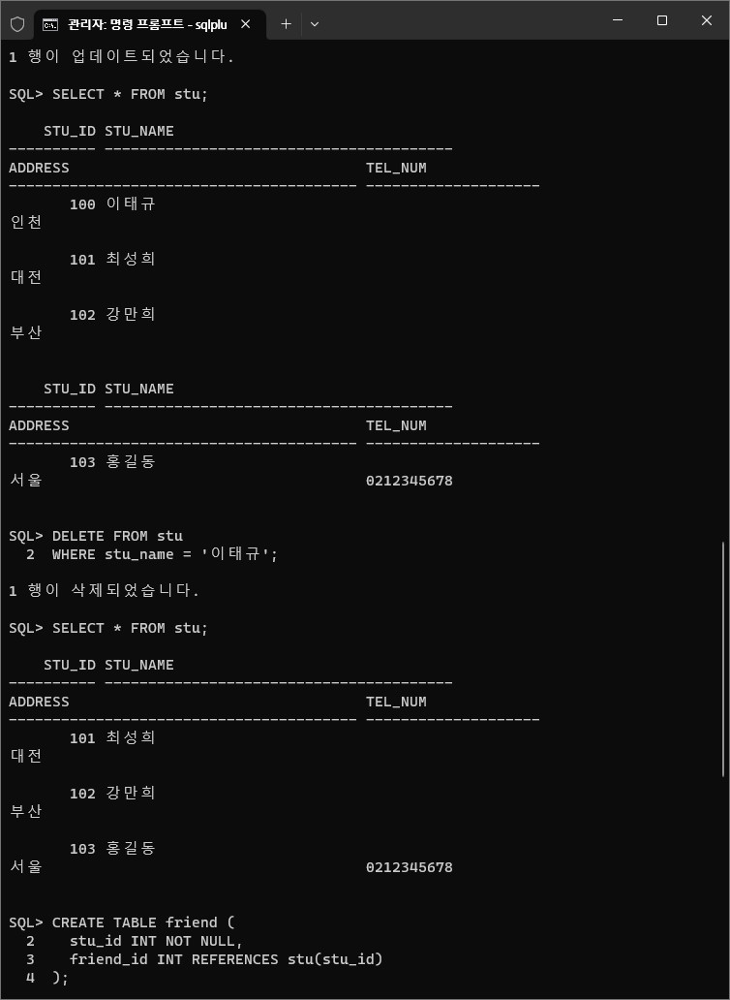 관리자: 명령 프롬프트 - sqlplu
1 행이 업데이트되었습니다.
SQL> SELECT * FROM stu;
STU_ID STU_NAME
---------- ----------------------------------------
ADDRESS TEL_NUM
---------------------------------------- --------------------
100 이태규
인천
101 최성희
대전
102 강만희
부산
STU_ID STU_NAME
---------- ----------------------------------------
ADDRESS TEL_NUM
---------------------------------------- --------------------
103 홍길동
서울 0212345678
SQL> DELETE FROM stu
2 WHERE stu_name = '이태규';
1 행이 삭제되었습니다.
SQL> SELECT * FROM stu;
STU_ID STU_NAME
---------- ----------------------------------------
ADDRESS TEL_NUM
---------------------------------------- --------------------
101 최성희
대전
102 강만희
부산
103 홍길동
서울 0212345678
SQL> CREATE TABLE friend (
2 stu_id INT NOT NULL,
3 friend_id INT REFERENCES stu(stu_id)
4 );